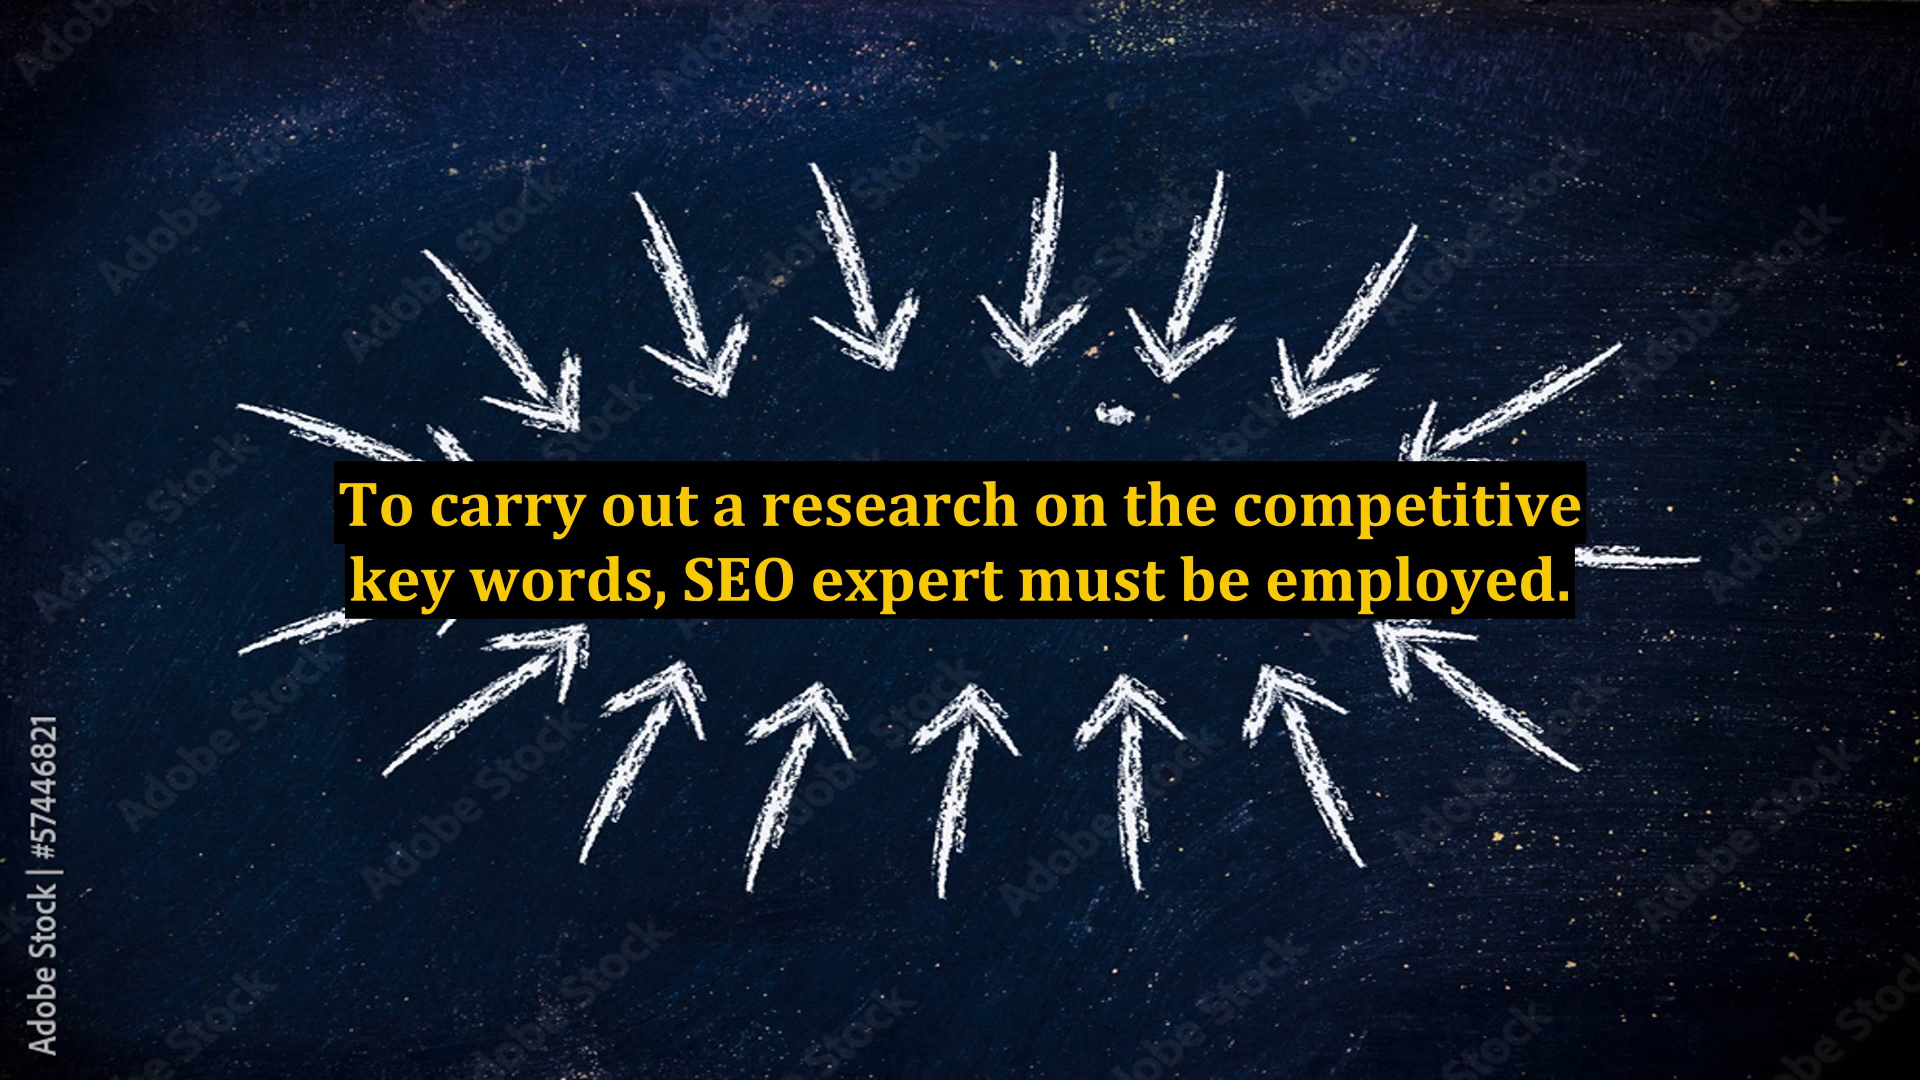 To carry out a research on the competitive
key words, SEO expert must be employed.
Adobe Stock | #57446821